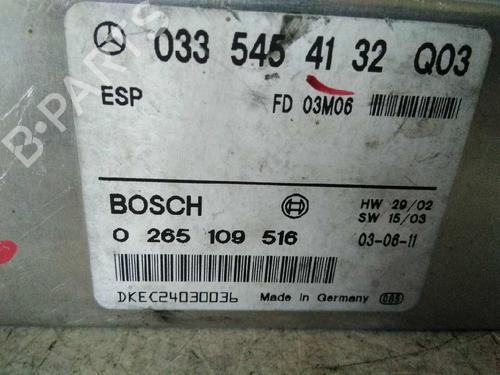 033 545 41 32 Q03
ESP
FD 03M06
BOSCH
HW 29/02
SW 15/03
0 265 109 516
03-06-11
DKEC24030036
Made in Germany
B-PARTS